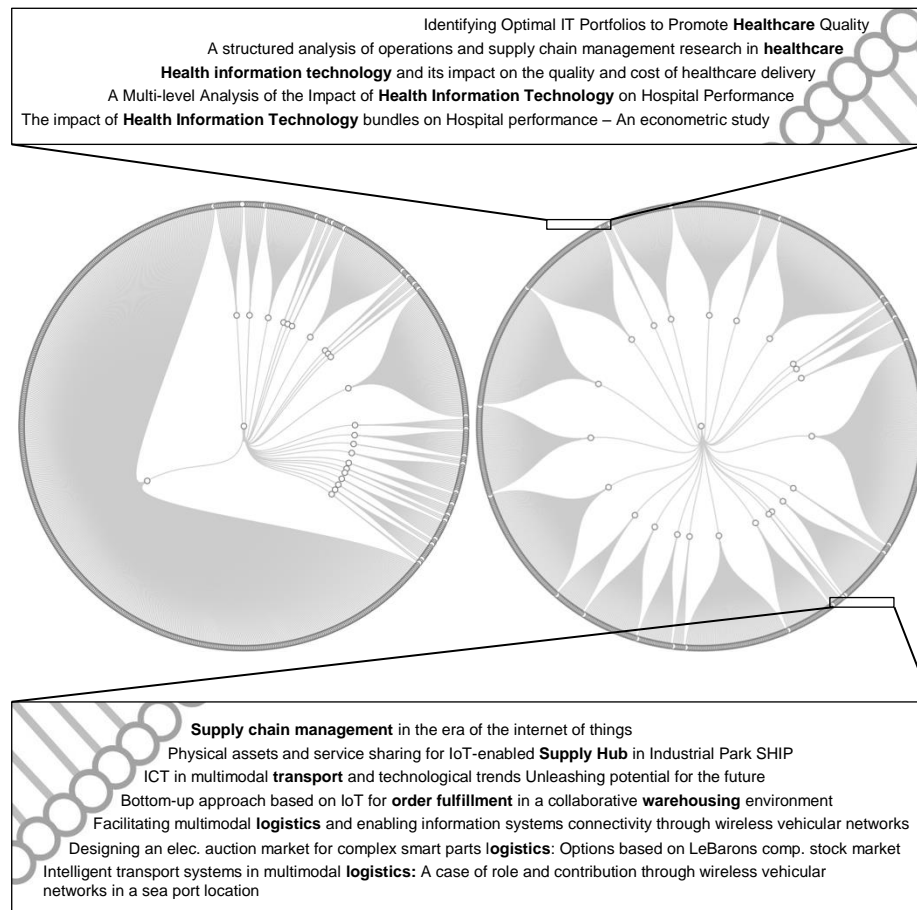 Identifying Optimal IT Portfolios to Promote Healthcare Quality
A structured analysis of operations and supply chain management research in healthcare
Health information technology and its impact on the quality and cost of healthcare delivery
A Multi-level Analysis of the Impact of Health Information Technology on Hospital Performance
The impact of Health Information Technology bundles on Hospital performance – An econometric study
Supply chain management in the era of the internet of things
Physical assets and service sharing for IoT-enabled Supply Hub in Industrial Park SHIP
ICT in multimodal transport and technological trends Unleashing potential for the future
Bottom-up approach based on IoT for order fulfillment in a collaborative warehousing environment
Facilitating multimodal logistics and enabling information systems connectivity through wireless vehicular networks
Designing an elec. auction market for complex smart parts logistics: Options based on LeBarons comp. stock market
Intelligent transport systems in multimodal logistics: A case of role and contribution through wireless vehicular
networks in a sea port location